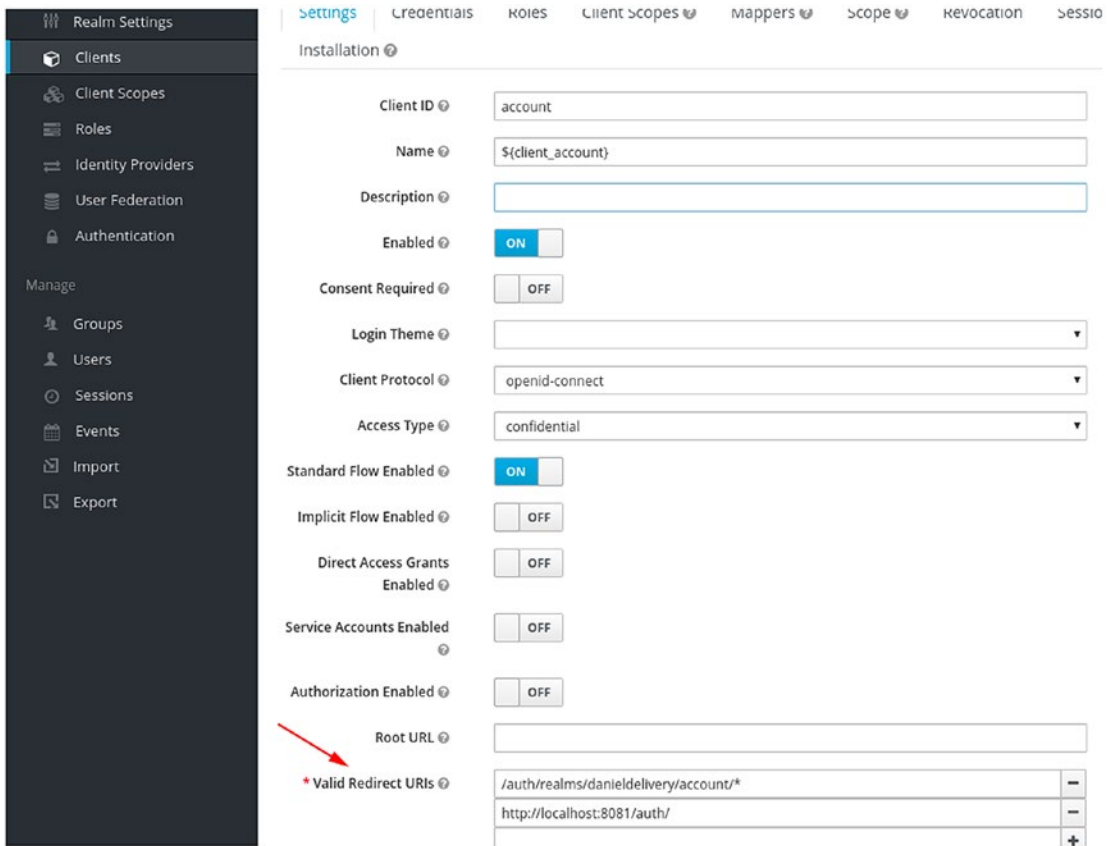 Realm Settings
Clients
Client Scopes
Roles
Identity Providers
User Federation
Authentication
Manage
Groups
Users
Sessions
Events
Import
Export
Settings Credentials Roles Client Scopes Mappers Scope Revocation Sessio
Installation
Client ID account
Name ${client_account}
Description
Enabled ON
Consent Required OFF
Login Theme
Client Protocol openid-connect
Access Type confidential
Standard Flow Enabled ON
Implicit Flow Enabled OFF
Direct Access Grants OFF
Enabled
Service Accounts Enabled OFF
Authorization Enabled OFF
Root URL
* Valid Redirect URIs /auth/realms/danieldelivery/account/* −
http://localhost:8081/auth/ −
+